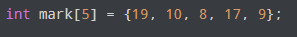 int mark[5] = {19, 10, 8, 17, 9};